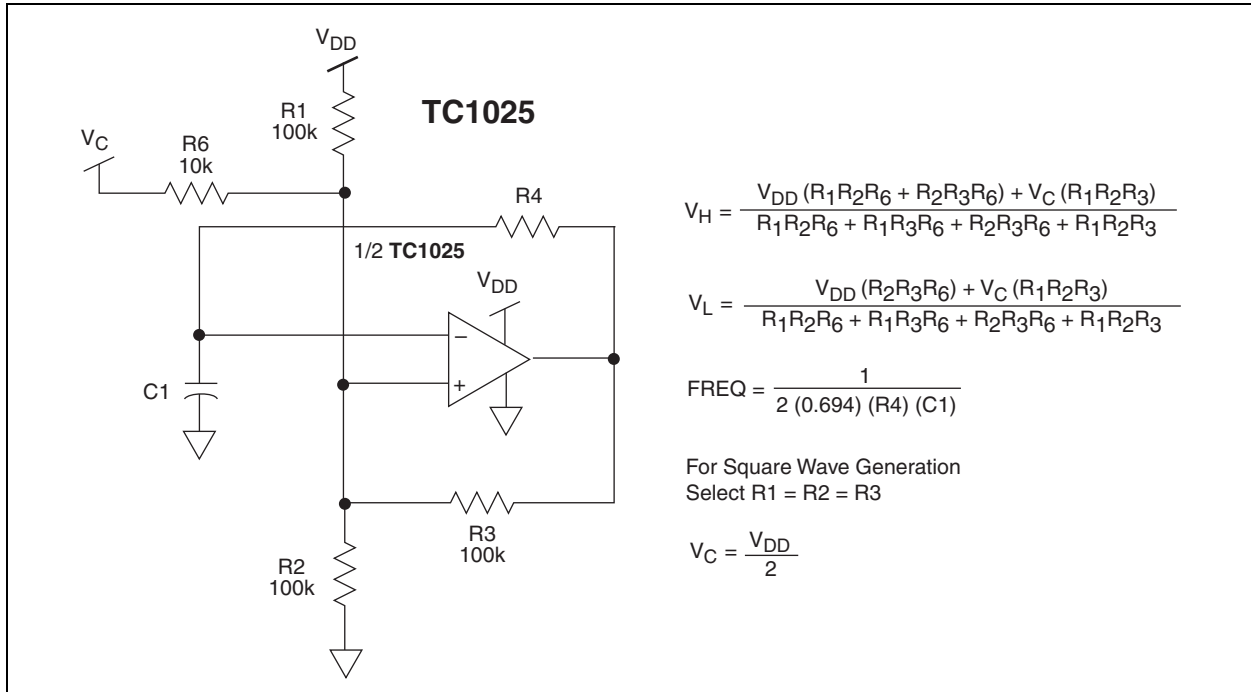 V_DD
TC1025
R1
100k
V_C
R6
10k
R4
1/2 TC1025
V_DD
−
+
C1
R3
100k
R2
100k
V_H = V_DD (R1R2R6 + R2R3R6) + V_C (R1R2R3)
R1R2R6 + R1R3R6 + R2R3R6 + R1R2R3
V_L = V_DD (R2R3R6) + V_C (R1R2R3)
R1R2R6 + R1R3R6 + R2R3R6 + R1R2R3
FREQ = 1
2 (0.694) (R4) (C1)
For Square Wave Generation
Select R1 = R2 = R3
V_C = V_DD
2